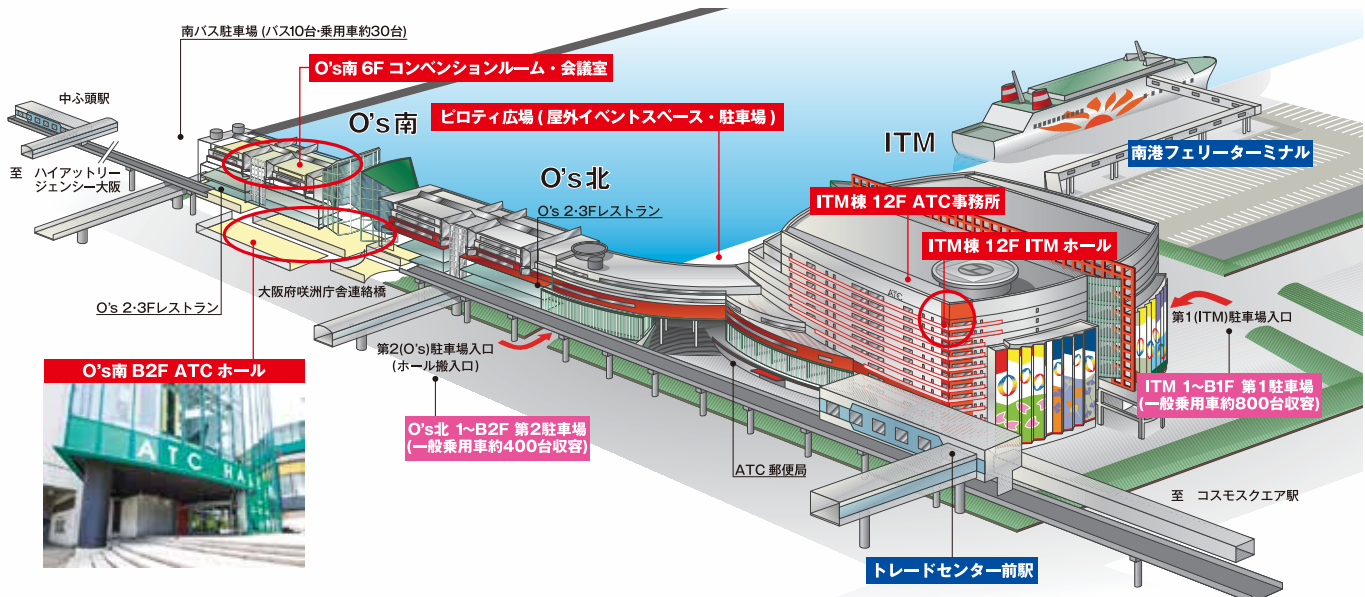 南バス駐車場 (バス10台・乗用車約30台)
O's南 6F コンベンションルーム・会議室
中ふ頭駅
O's南
ピロティ広場 ( 屋外イベントスペース・駐車場 )
ITM
南港フェリーターミナル
至 ハイアットリー
ジェンシー大阪
O's北
O's 2・3Fレストラン
ITM棟 12F ATC事務所
ITM棟 12F ITM ホール
H
ATC
大阪府咲洲庁舎連絡橋
O's 2・3Fレストラン
第1(ITM)駐車場入口
第2(O's)駐車場入口
(ホール搬入口)
O's南 B2F ATC ホール
ATC HALL
ITM 1~B1F 第1駐車場
(一般乗用車約800台収容)
O's北 1~B2F 第2駐車場
(一般乗用車約400台収容)
ATC 郵便局
至 コスモスクエア駅
トレードセンター前駅